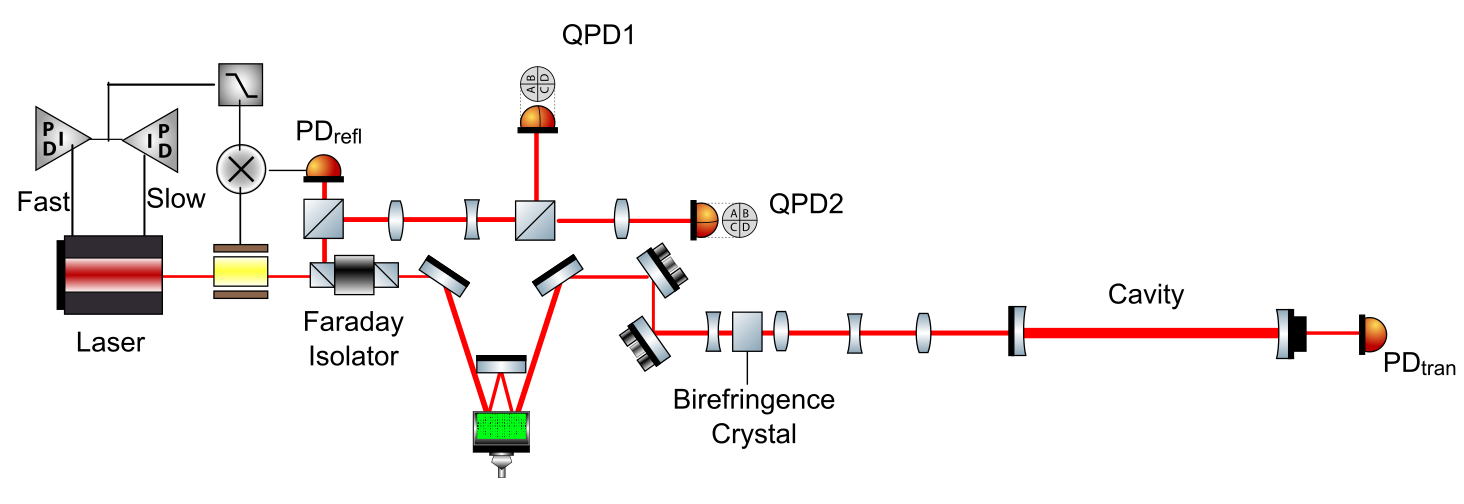 QPD1
A B
C D
PDrefl
P
I
D
I
P
D
Fast
Slow
QPD2
A B
C D
Laser
Faraday
Isolator
Cavity
PDtran
Birefringence
Crystal